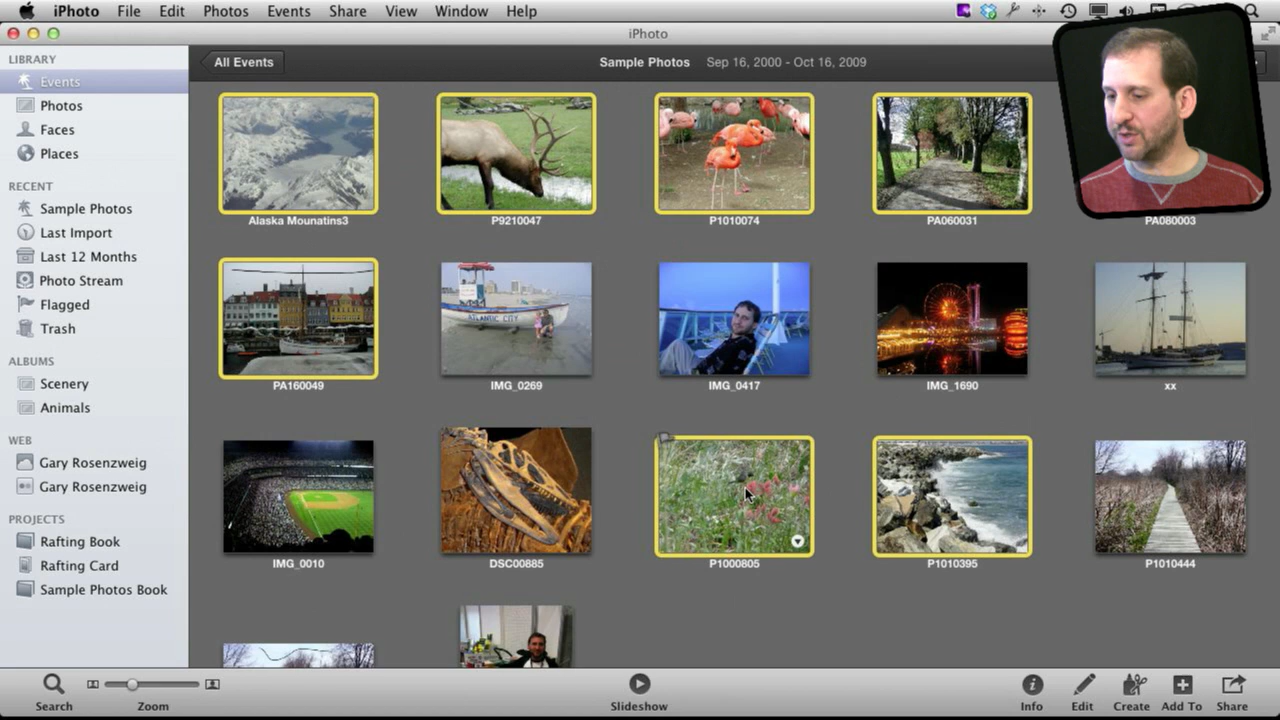 iPhoto File Edit Photos Events Share View Window Help
iPhoto
LIBRARY
Events
Photos
Faces
Places
RECENT
Sample Photos
Last Import
Last 12 Months
Photo Stream
Flagged
Trash
ALBUMS
Scenery
Animals
WEB
Gary Rosenzweig
Gary Rosenzweig
PROJECTS
Rafting Book
Rafting Card
Sample Photos Book
All Events
Sample Photos Sep 16, 2000 - Oct 16, 2009
Alaska Mounatins3 P9210047 P1010074 PA060031 PA080003
ATLANTIC CITY
PA160049 IMG_0269 IMG_0417 IMG_1690 xx
IMG_0010 DSC00885 P1000805 P1010395 P1010444
Search Zoom Slideshow Info Edit Create Add To Share